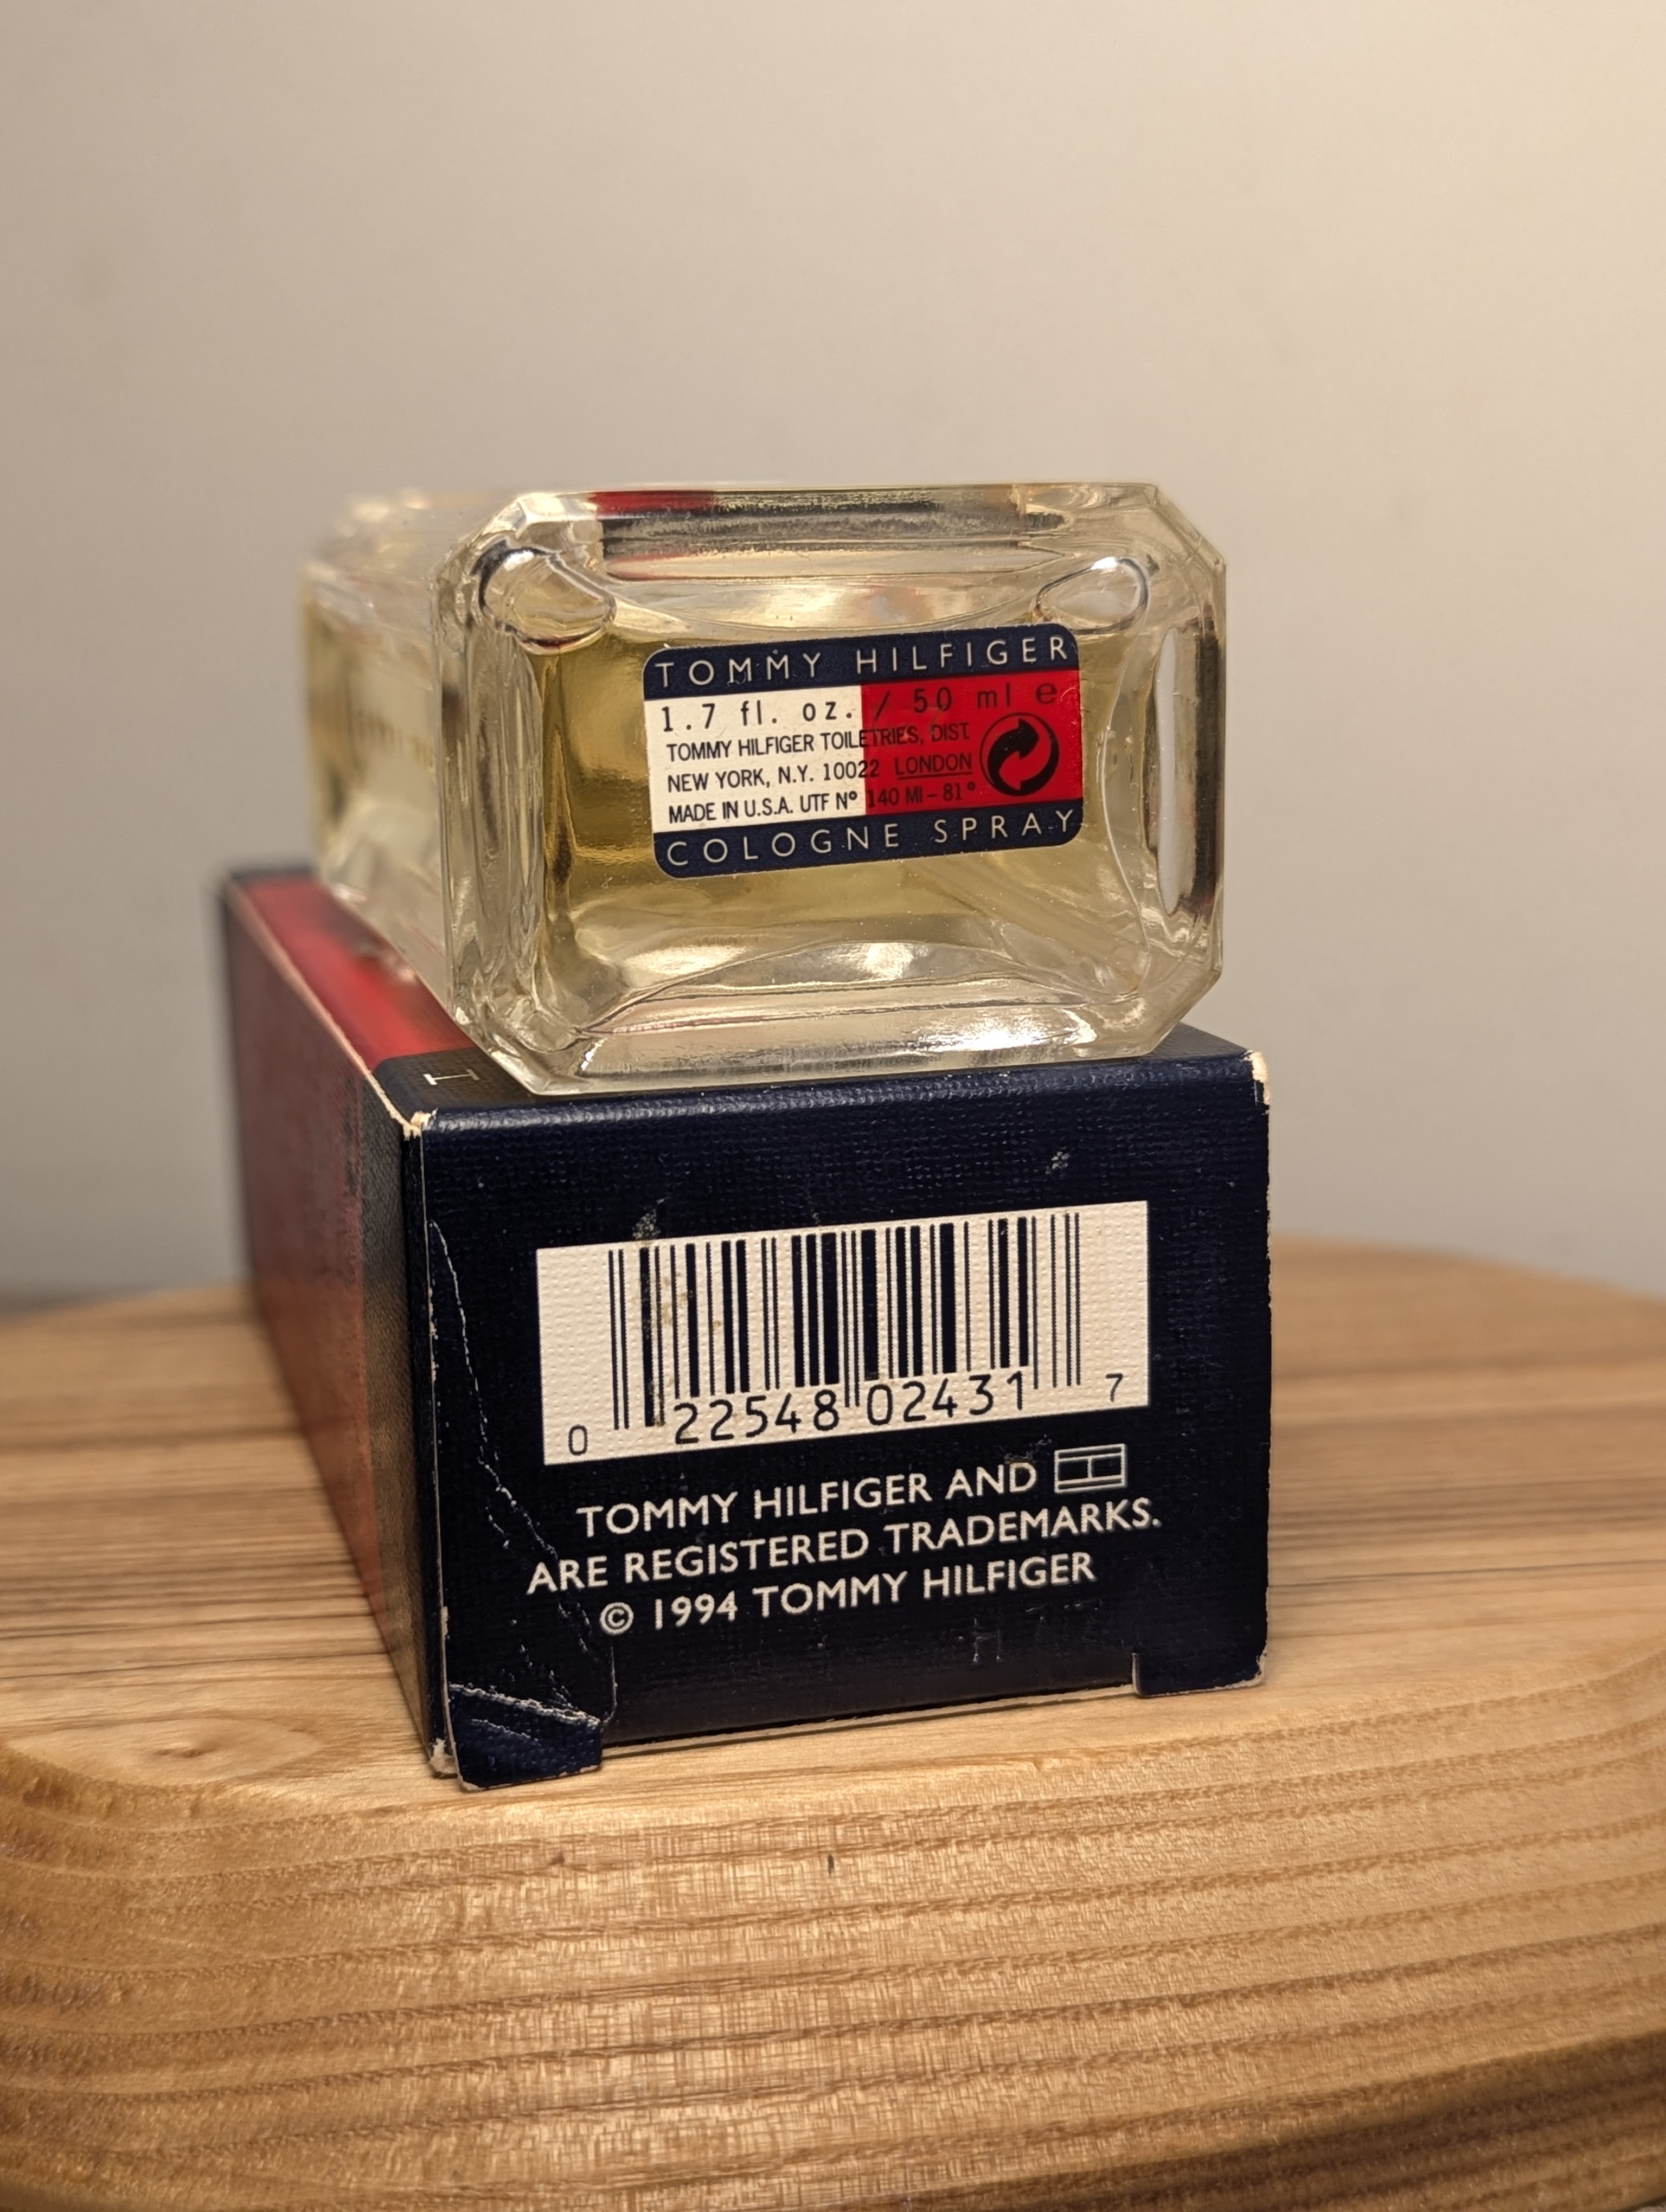 TOMMY HILFIGER
1.7 fl. oz. / 50 ml e
TOMMY HILFIGER TOILETRIES, DIST.
NEW YORK, N.Y. 10022 LONDON
MADE IN U.S.A. UTF Nº 140 MI - 81°
COLOGNE SPRAY
0 22548 02431 7
TOMMY HILFIGER AND
ARE REGISTERED TRADEMARKS.
© 1994 TOMMY HILFIGER